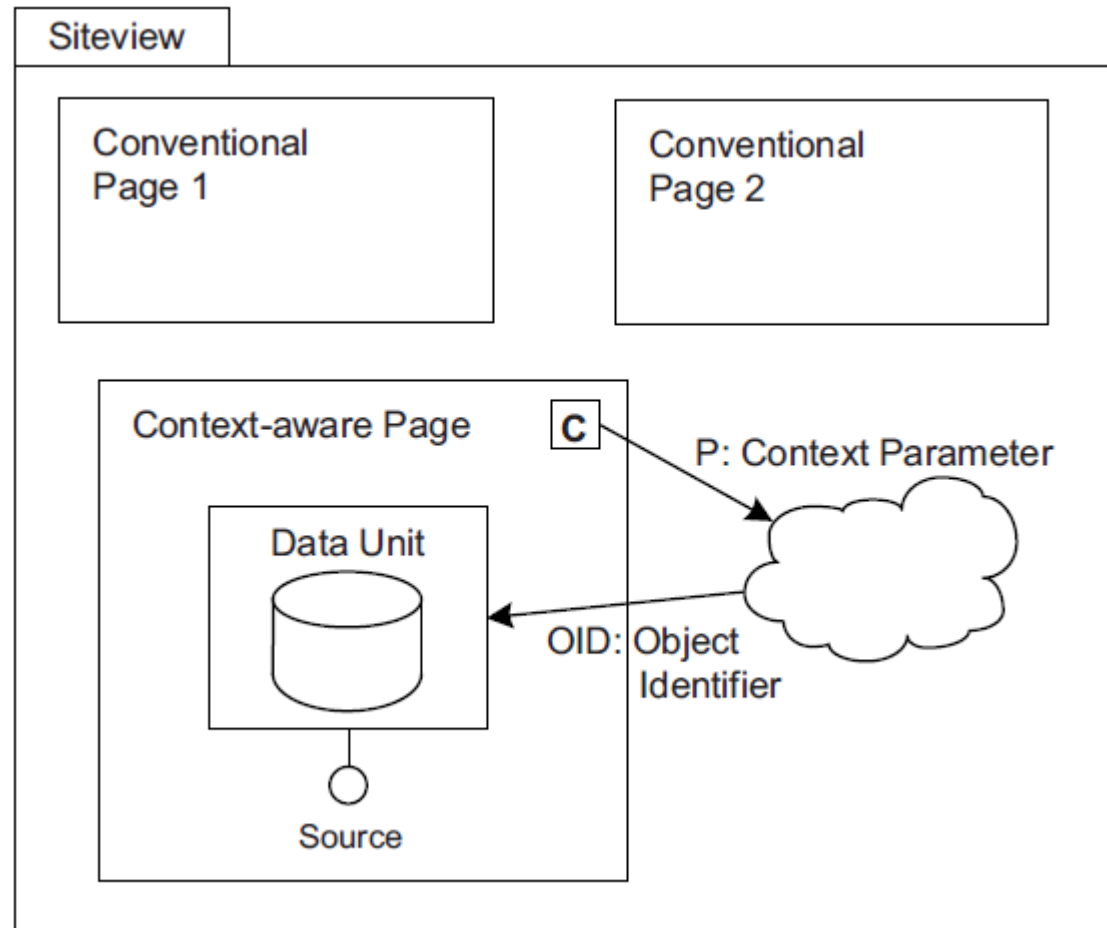 Siteview
Conventional
Page 1
Conventional
Page 2
Context-aware Page
C
P: Context Parameter
Data Unit
OID: Object
Identifier
Source